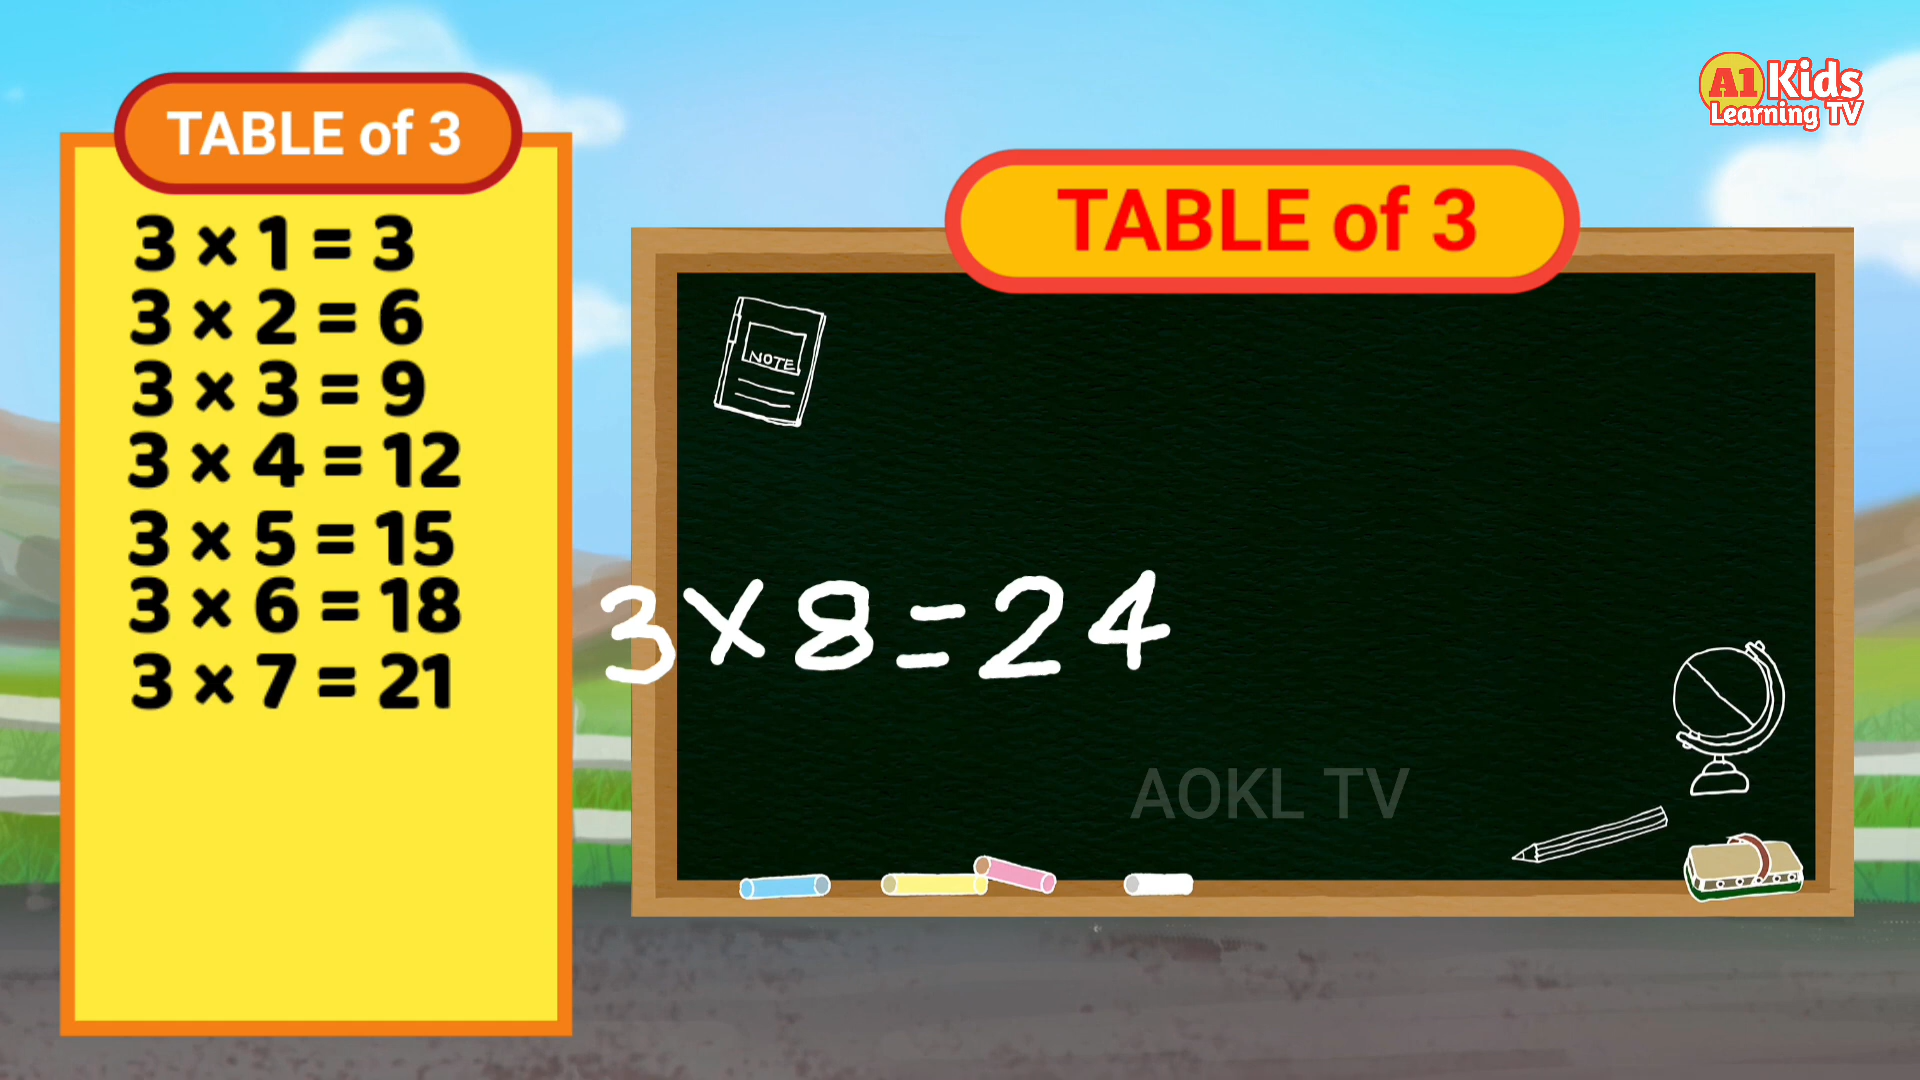 TABLE of 3
3 × 1 = 3
3 × 2 = 6
3 × 3 = 9
3 × 4 = 12
3 × 5 = 15
3 × 6 = 18
3 × 7 = 21
A1 Kids
Learning TV
TABLE of 3
NOTE
3×8=24
AOKL TV